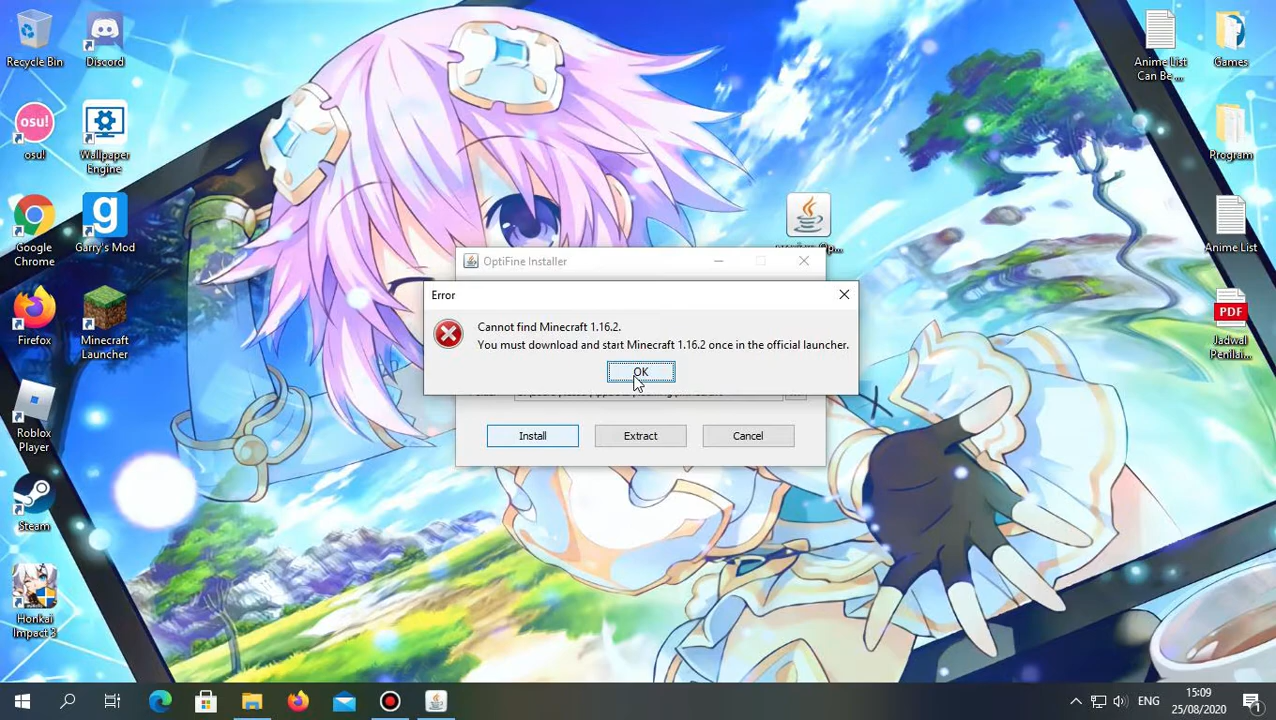 Recycle Bin
Discord
osu!
osu!
Wallpaper
Engine
Google
Chrome
g
Garry's Mod
Firefox
Minecraft
Launcher
Roblox
Player
Steam
Honkai
Impact 3
Anime List
Can Be ...
Games
Program
Anime List
PDF
Jadwal
Penilai...
OptiFine Installer
Error
Cannot find Minecraft 1.16.2.
You must download and start Minecraft 1.16.2 once in the official launcher.
OK
Install
Extract
Cancel
ENG
15:09
25/08/2020
1